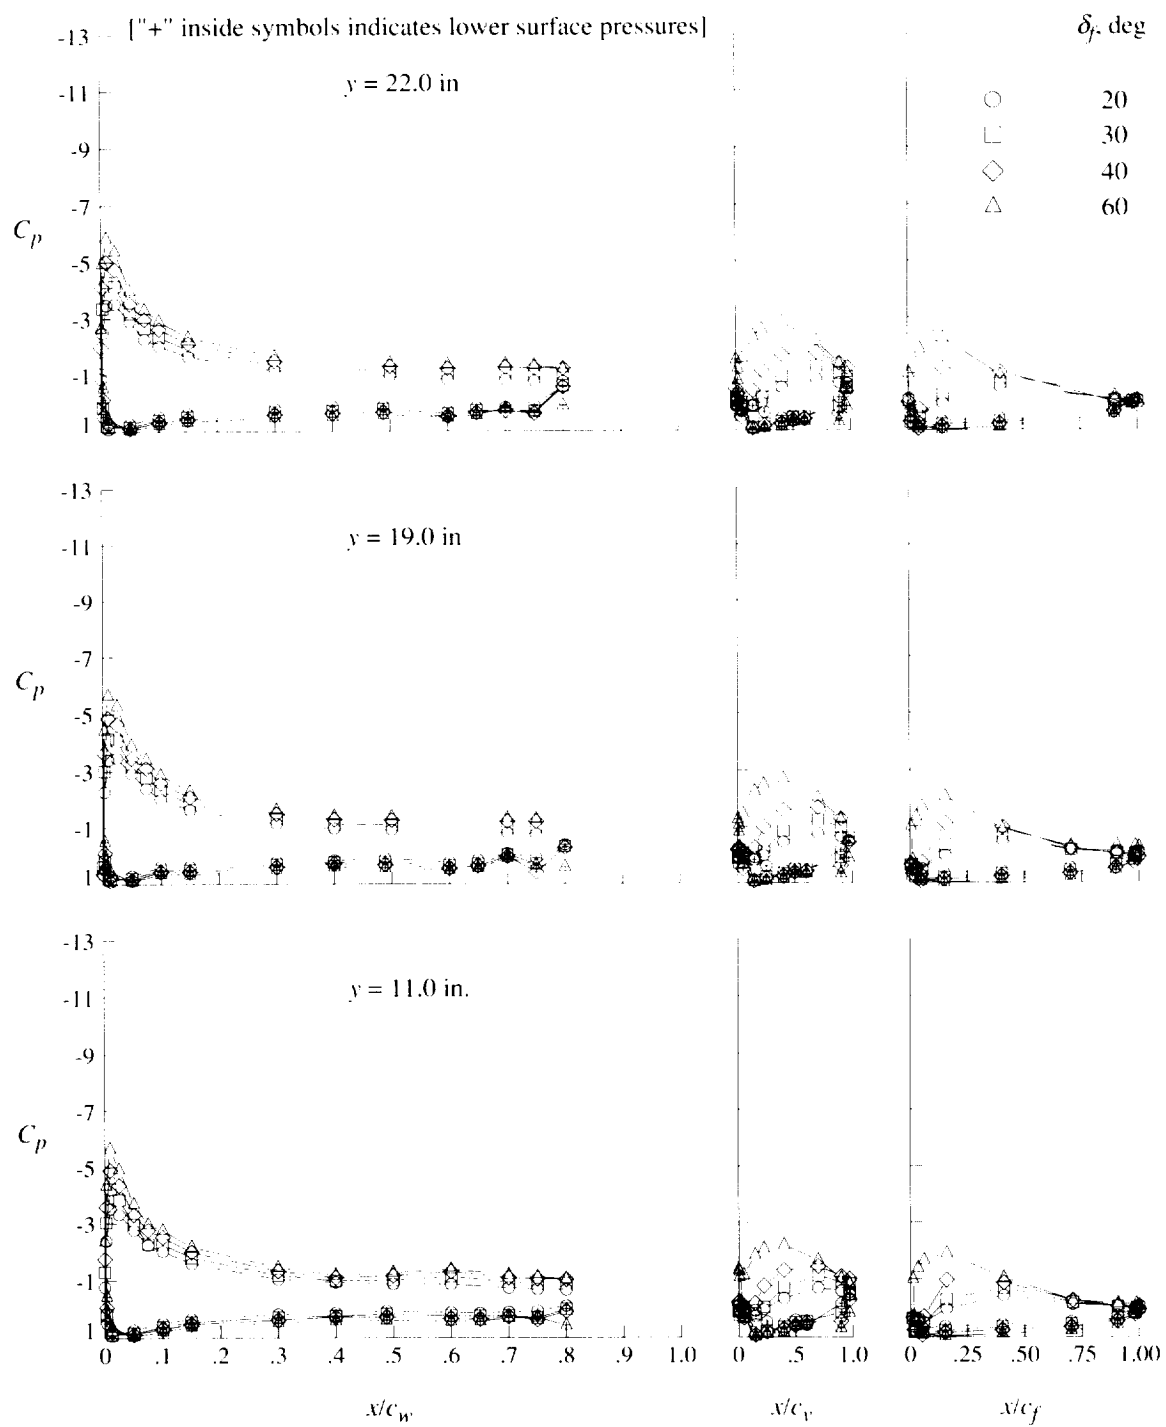 ["+" inside symbols indicates lower surface pressures]
δf, deg
20
30
40
60
y = 22.0 in
-13
-11
-9
-7
-5
-3
-1
1
Cp
y = 19.0 in
-13
-11
-9
-7
-5
-3
-1
1
Cp
y = 11.0 in.
-13
-11
-9
-7
-5
-3
-1
1
Cp
0 .1 .2 .3 .4 .5 .6 .7 .8 .9 1.0
x/cw
0 .5 1.0
x/cv
0 .25 .50 .75 1.00
x/cf